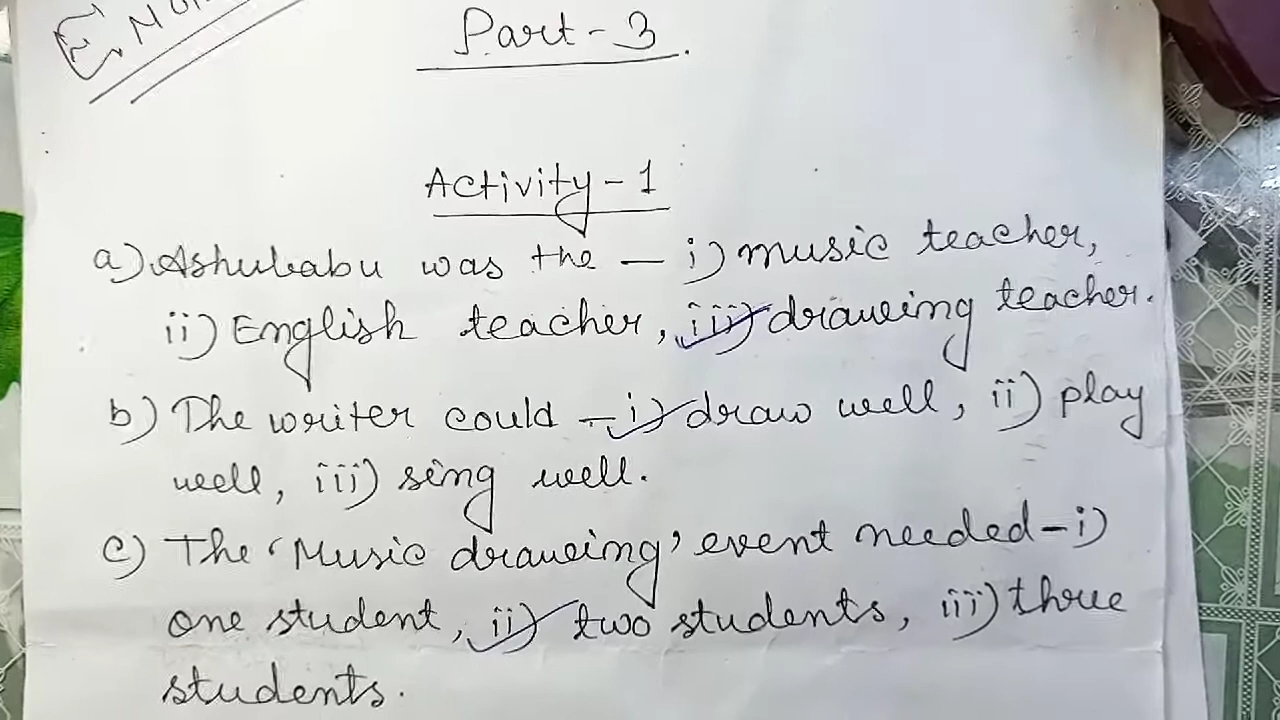 Part-3.
Activity-1
a) Ashubabu was the — i) music teacher,
ii) English teacher, iii) drawing teacher.
b) The writer could – i) draw well, ii) play
well, iii) sing well.
c) The 'Music drawing' event needed – i)
one student, ii) two students, iii) three
students.